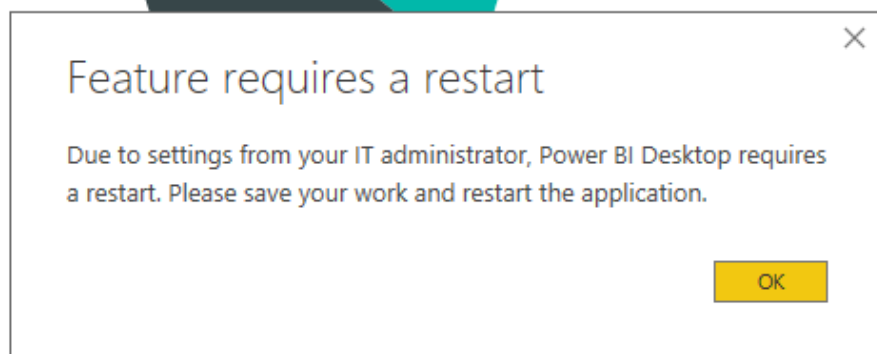 Feature requires a restart
Due to settings from your IT administrator, Power BI Desktop requires
a restart. Please save your work and restart the application.
OK